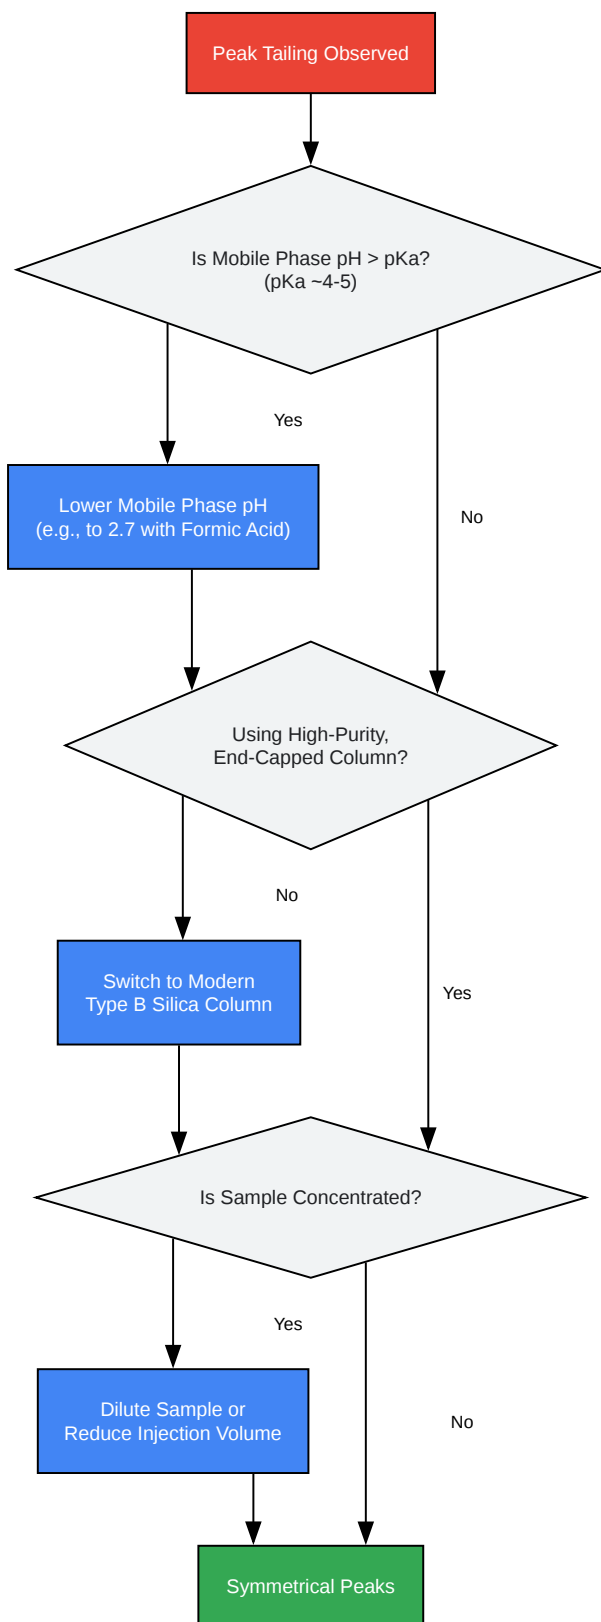 Peak Tailing Observed
Is Mobile Phase pH > pKa?
(pKa ~4-5)
Yes
Lower Mobile Phase pH
(e.g., to 2.7 with Formic Acid)
No
Using High-Purity,
End-Capped Column?
No
Switch to Modern
Type B Silica Column
Yes
Is Sample Concentrated?
Yes
Dilute Sample or
Reduce Injection Volume
No
Symmetrical Peaks